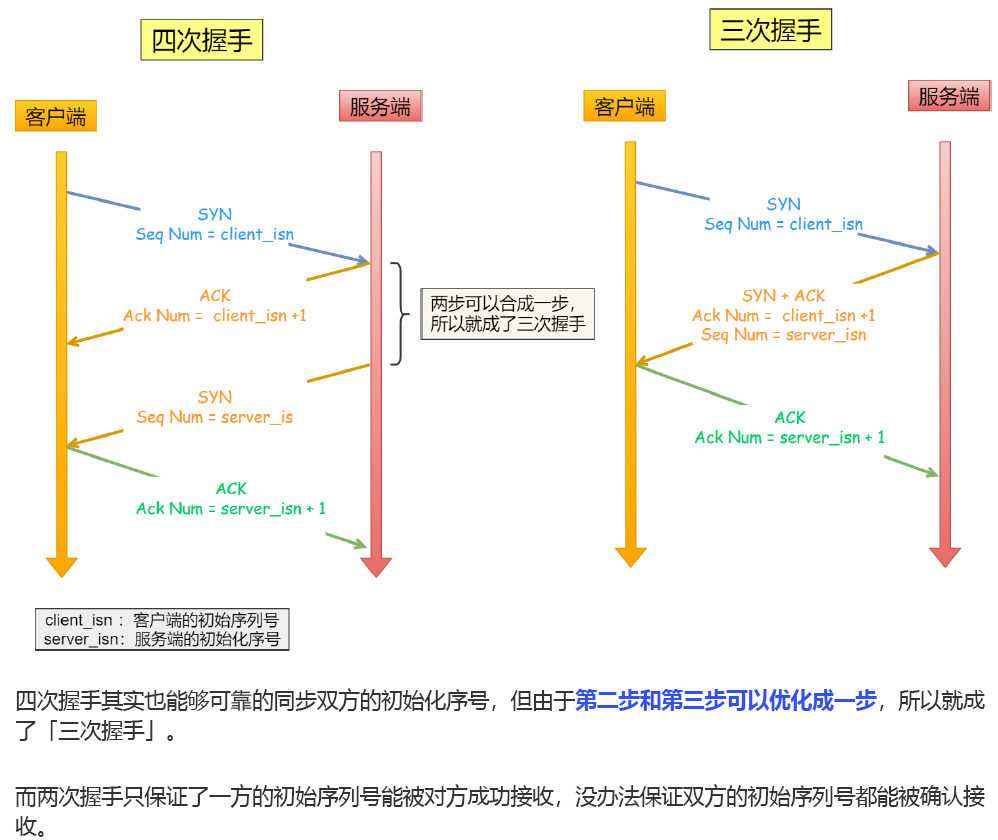 四次握手
客户端
服务端
SYN
Seq Num = client_isn
ACK
Ack Num =  client_isn +1
两步可以合成一步，
所以就成了三次握手
SYN
Seq Num = server_is
ACK
Ack Num = server_isn + 1
三次握手
客户端
服务端
SYN
Seq Num = client_isn
SYN + ACK
Ack Num =  client_isn +1
Seq Num = server_isn
ACK
Ack Num = server_isn + 1
client_isn ：客户端的初始序列号
server_isn：服务端的初始化序号
四次握手其实也能够可靠的同步双方的初始化序号，但由于第二步和第三步可以优化成一步，所以就成
了「三次握手」。
而两次握手只保证了一方的初始序列号能被对方成功接收，没办法保证双方的初始序列号都能被确认接
收。